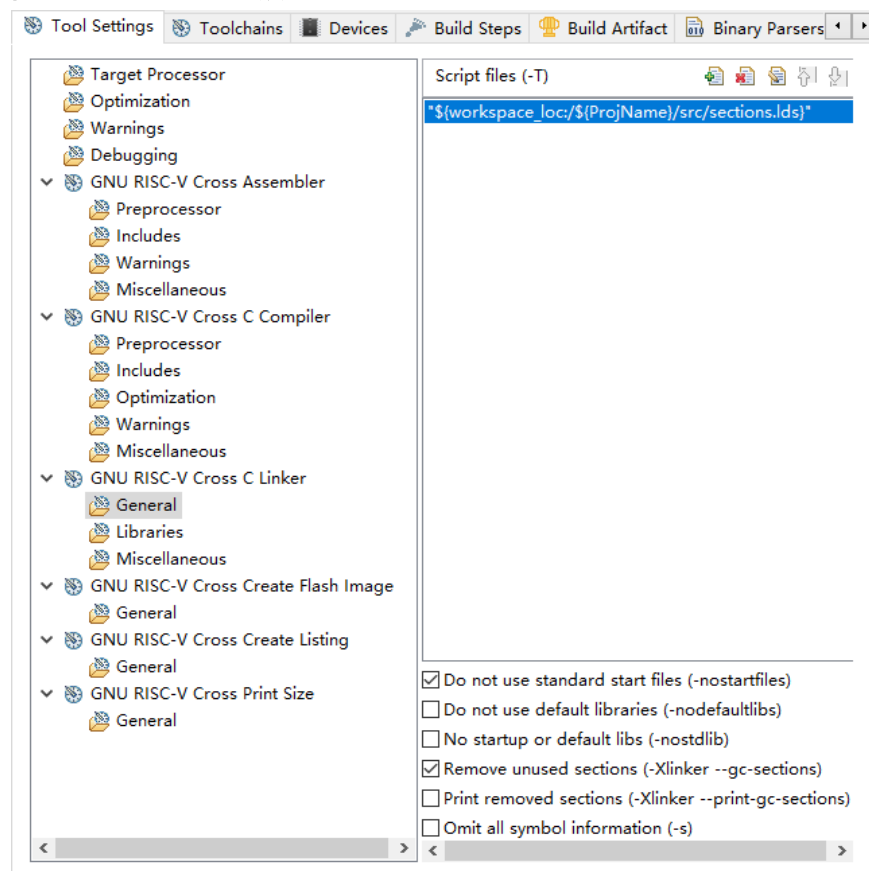 Tool Settings Toolchains Devices Build Steps Build Artifact Binary Parsers
Target Processor
Optimization
Warnings
Debugging
GNU RISC-V Cross Assembler
Preprocessor
Includes
Warnings
Miscellaneous
GNU RISC-V Cross C Compiler
Preprocessor
Includes
Optimization
Warnings
Miscellaneous
GNU RISC-V Cross C Linker
General
Libraries
Miscellaneous
GNU RISC-V Cross Create Flash Image
General
GNU RISC-V Cross Create Listing
General
GNU RISC-V Cross Print Size
General
Script files (-T)
"${workspace_loc:/${ProjName}/src/sections.lds}"
Do not use standard start files (-nostartfiles)
Do not use default libraries (-nodefaultlibs)
No startup or default libs (-nostdlib)
Remove unused sections (-Xlinker --gc-sections)
Print removed sections (-Xlinker --print-gc-sections)
Omit all symbol information (-s)